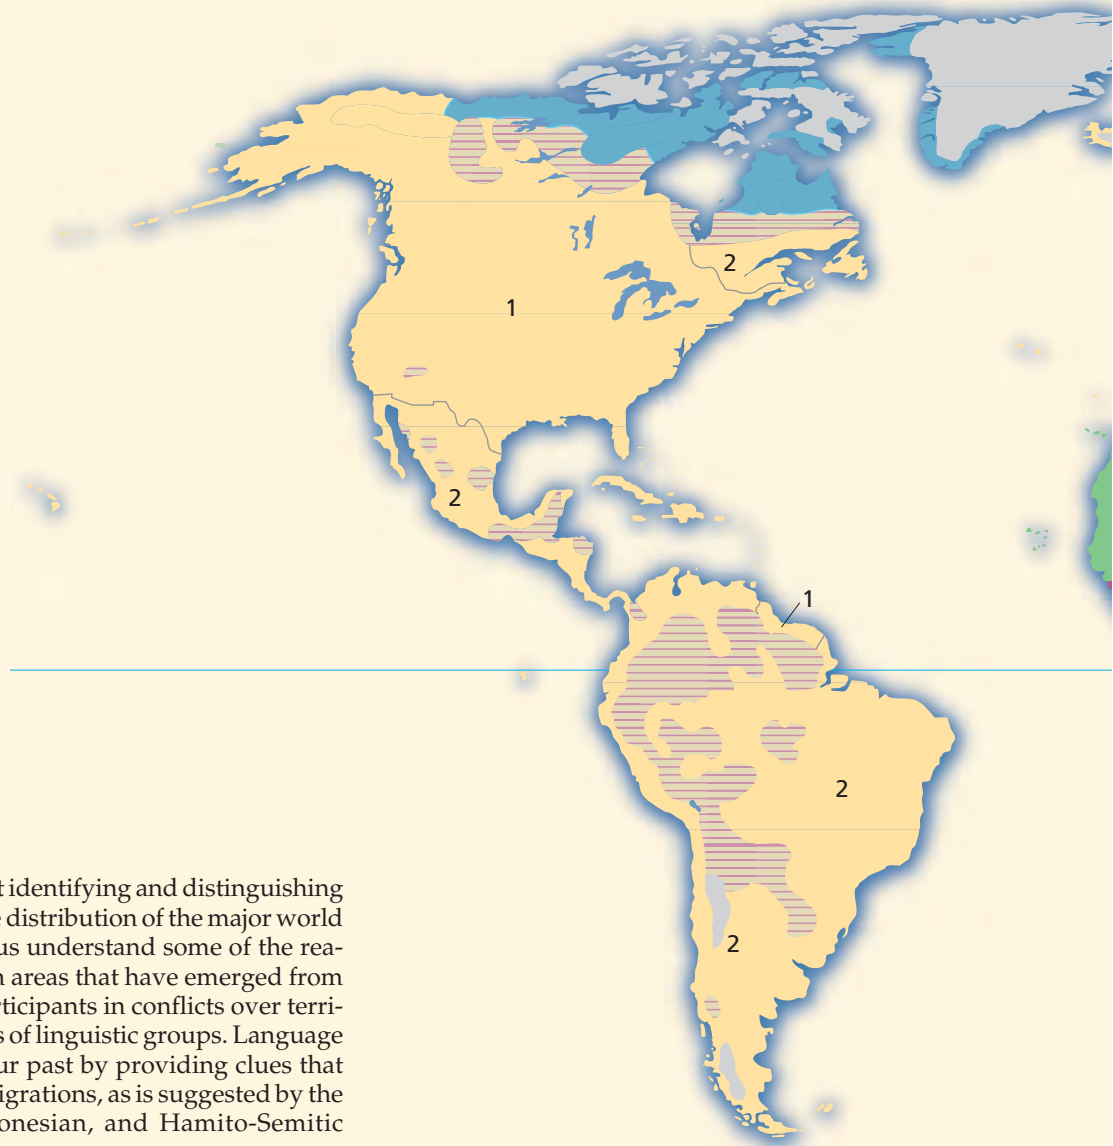 2
1
2
1
2
2
t identifying and distinguishing
e distribution of the major world
us understand some of the rea-
n areas that have emerged from
rticipants in conflicts over terri-
s of linguistic groups. Language
ur past by providing clues that
igrations, as is suggested by the
onesian, and Hamito-Semitic